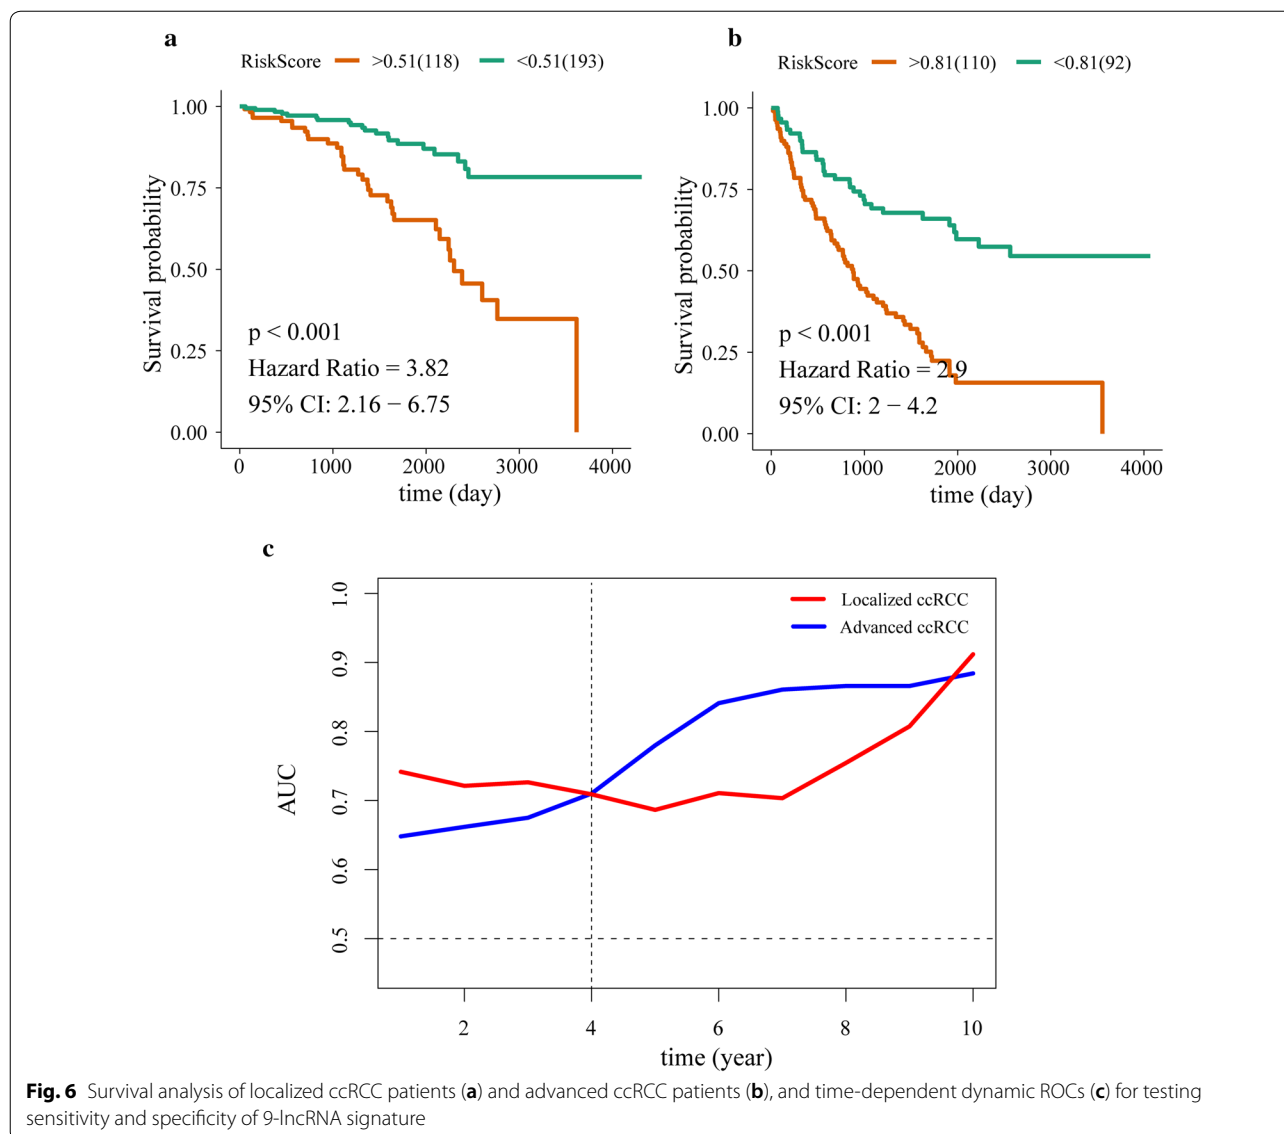 a
RiskScore >0.51(118) <0.51(193)
1.00
0.75
0.50
0.25
0.00
Survival probability
p < 0.001
Hazard Ratio = 3.82
95% CI: 2.16 − 6.75
0 1000 2000 3000 4000
time (day)
b
RiskScore >0.81(110) <0.81(92)
1.00
0.75
0.50
0.25
0.00
Survival probability
p < 0.001
Hazard Ratio = 2.9
95% CI: 2 − 4.2
0 1000 2000 3000 4000
time (day)
c
1.0
0.9
0.8
0.7
0.6
0.5
AUC
Localized ccRCC
Advanced ccRCC
2 4 6 8 10
time (year)
Fig. 6 Survival analysis of localized ccRCC patients (a) and advanced ccRCC patients (b), and time-dependent dynamic ROCs (c) for testing
sensitivity and specificity of 9-lncRNA signature